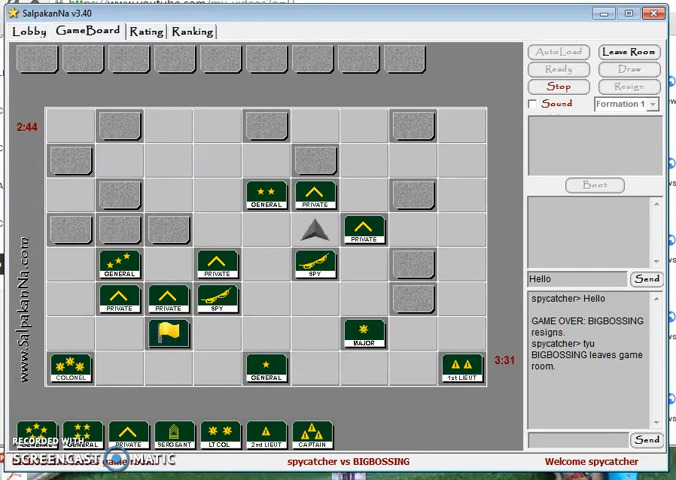 SalpakanNa v3.40
Lobby GameBoard Rating Ranking
AutoLoad Leave Room
Ready Draw
Stop Resign
Sound Formation 1
Boot
2:44
GENERAL PRIVATE
PRIVATE
GENERAL PRIVATE SPY
PRIVATE PRIVATE SPY
MAJOR
COLONEL GENERAL 1st LIEUT
3:31
www.SalpakanNa.com
Hello Send
spycatcher> Hello
GAME OVER: BIGBOSSING
resigns.
spycatcher> tyu
BIGBOSSING leaves game
room.
GENERAL GENERAL PRIVATE SERGEANT LT COL 2nd LIEUT CAPTAIN
Send
RECORDED WITH
SCREENCAST MATIC
spycatcher vs BIGBOSSING
Welcome spycatcher